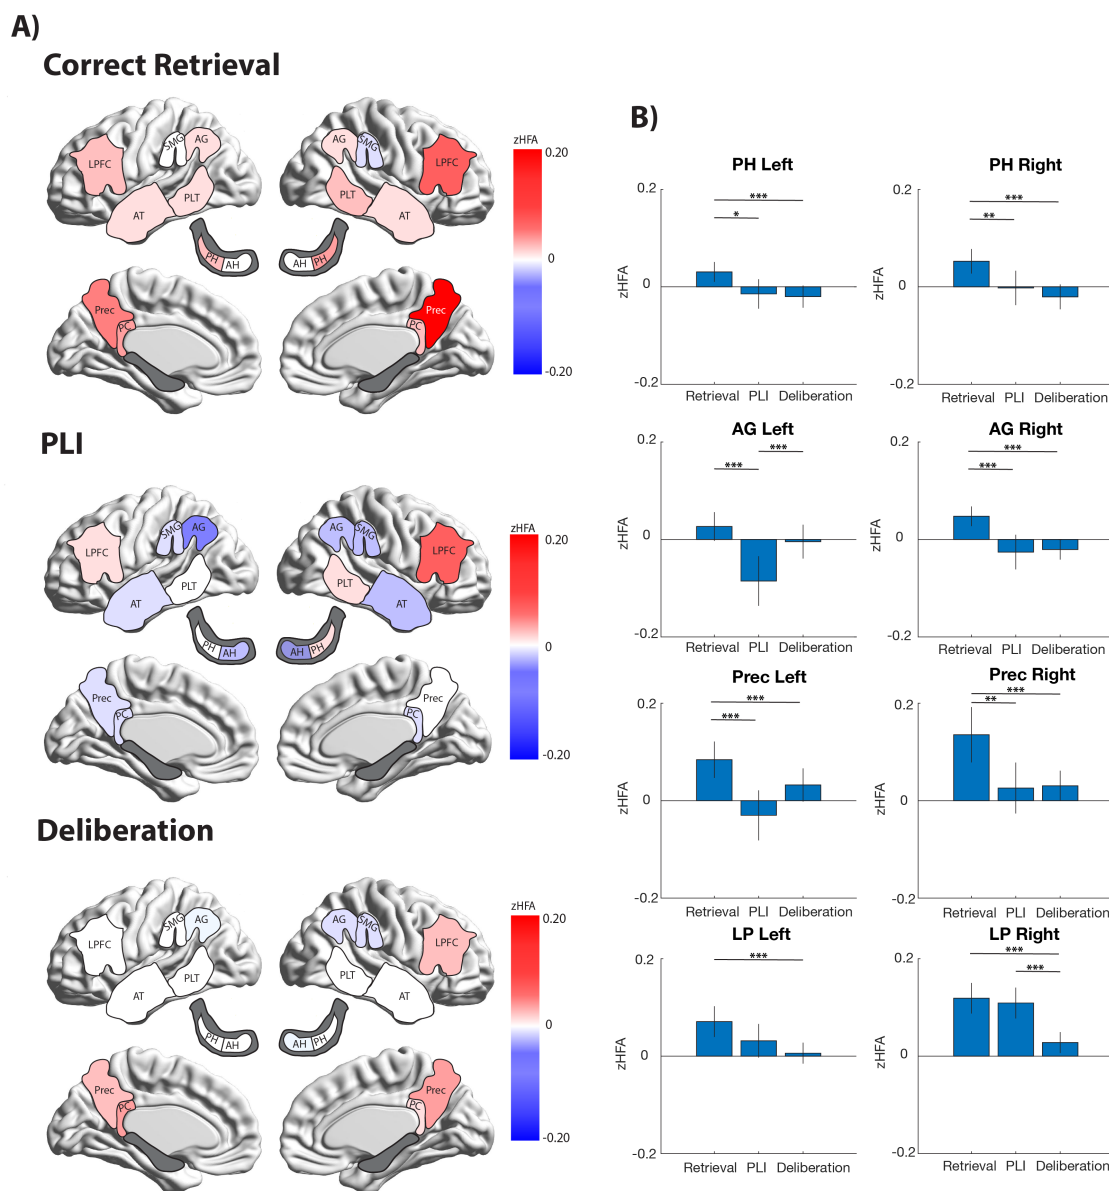 A)
Correct Retrieval
LPFC
SMG
AG
AT
PLT
PH
AH
AG
SMG
LPFC
PLT
AT
AH
PH
Prec
PC
Prec
PC
zHFA
0.20
0
-0.20
PLI
LPFC
SMG
AG
AT
PLT
PH
AH
AG
SMG
LPFC
PLT
AT
AH
PH
Prec
PC
Prec
PC
zHFA
0.20
0
-0.20
Deliberation
LPFC
SMG
AG
AT
PLT
PH
AH
AG
SMG
LPFC
PLT
AT
AH
PH
Prec
PC
Prec
PC
zHFA
0.20
0
-0.20
B)
PH Left
0.2
0
-0.2
zHFA
***
*
Retrieval PLI Deliberation
PH Right
0.2
0
-0.2
zHFA
***
**
Retrieval PLI Deliberation
AG Left
0.2
0
-0.2
zHFA
***
***
Retrieval PLI Deliberation
AG Right
0.2
0
-0.2
zHFA
***
***
Retrieval PLI Deliberation
Prec Left
0.2
0
-0.2
zHFA
***
***
Retrieval PLI Deliberation
Prec Right
0.2
0
-0.2
zHFA
***
**
Retrieval PLI Deliberation
LP Left
0.2
0
-0.2
zHFA
***
Retrieval PLI Deliberation
LP Right
0.2
0
-0.2
zHFA
***
***
Retrieval PLI Deliberation